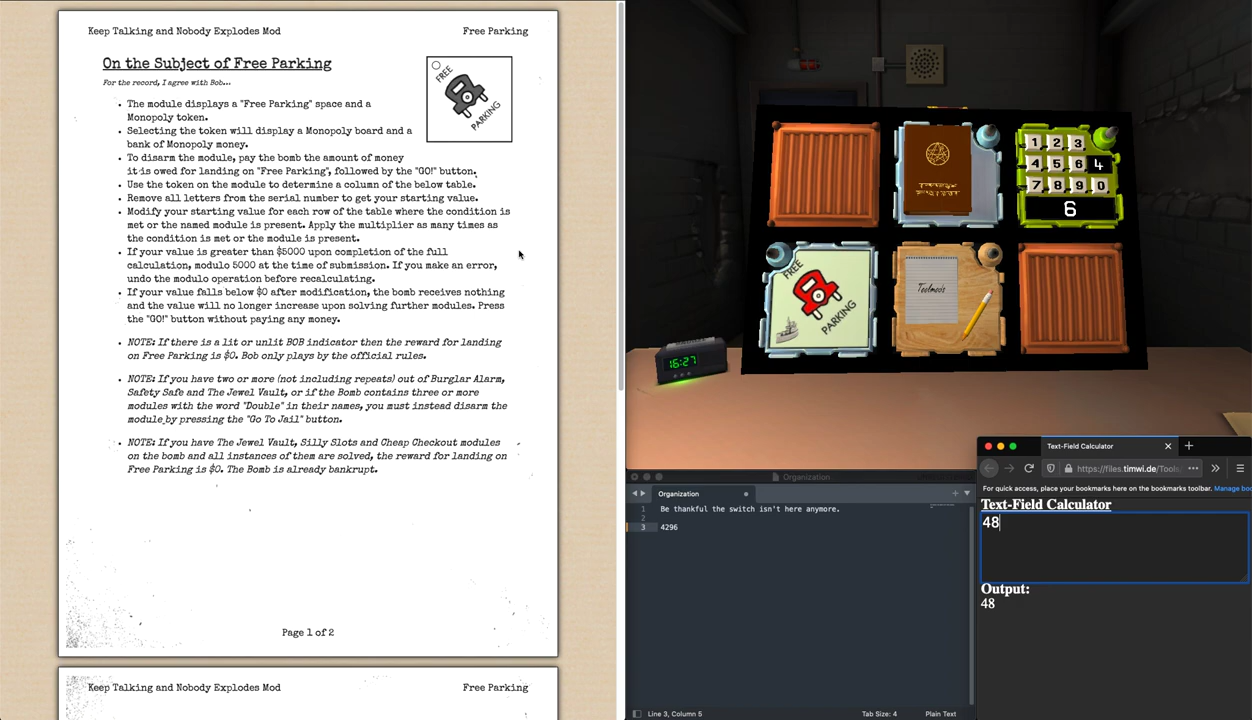 Keep Talking and Nobody Explodes Mod
Free Parking
On the Subject of Free Parking
For the record, I agree with Bob...
FREE
PARKING
• The module displays a "Free Parking" space and a
Monopoly token.
• Selecting the token will display a Monopoly board and a
bank of Monopoly money.
• To disarm the module, pay the bomb the amount of money
it is owed for landing on "Free Parking", followed by the "GO!" button.
• Use the token on the module to determine a column of the below table.
• Remove all letters from the serial number to get your starting value.
• Modify your starting value for each row of the table where the condition is
met or the named module is present. Apply the multiplier as many times as
the condition is met or the module is present.
• If your value is greater than $5000 upon completion of the full
calculation, modulo 5000 at the time of submission. If you make an error,
undo the modulo operation before recalculating.
• If your value falls below $0 after modification, the bomb receives nothing
and the value will no longer increase upon solving further modules. Press
the "GO!" button without paying any money.
• NOTE: If there is a lit or unlit BOB indicator then the reward for landing
on Free Parking is $0. Bob only plays by the official rules.
• NOTE: If you have two or more (not including repeats) out of Burglar Alarm,
Safety Safe and The Jewel Vault, or if the Bomb contains three or more
modules with the word "Double" in their names, you must instead disarm the
module by pressing the "Go To Jail" button.
• NOTE: If you have The Jewel Vault, Silly Slots and Cheap Checkout modules
on the bomb and all instances of them are solved, the reward for landing on
Free Parking is $0. The Bomb is already bankrupt.
Page 1 of 2
Keep Talking and Nobody Explodes Mod
Free Parking
1 2 3
4 5 6 4
7 8 9 0
6
FREE
PARKING
Toolmods
16:27
Organization
Organization
1 Be thankful the switch isn't here anymore.
2
3 4296
Line 3, Column 5
Tab Size: 4
Plain Text
Text-Field Calculator
https://files.timwi.de/Tools
For quick access, place your bookmarks here on the bookmarks toolbar. Manage bo
Text-Field Calculator
48
Output:
48